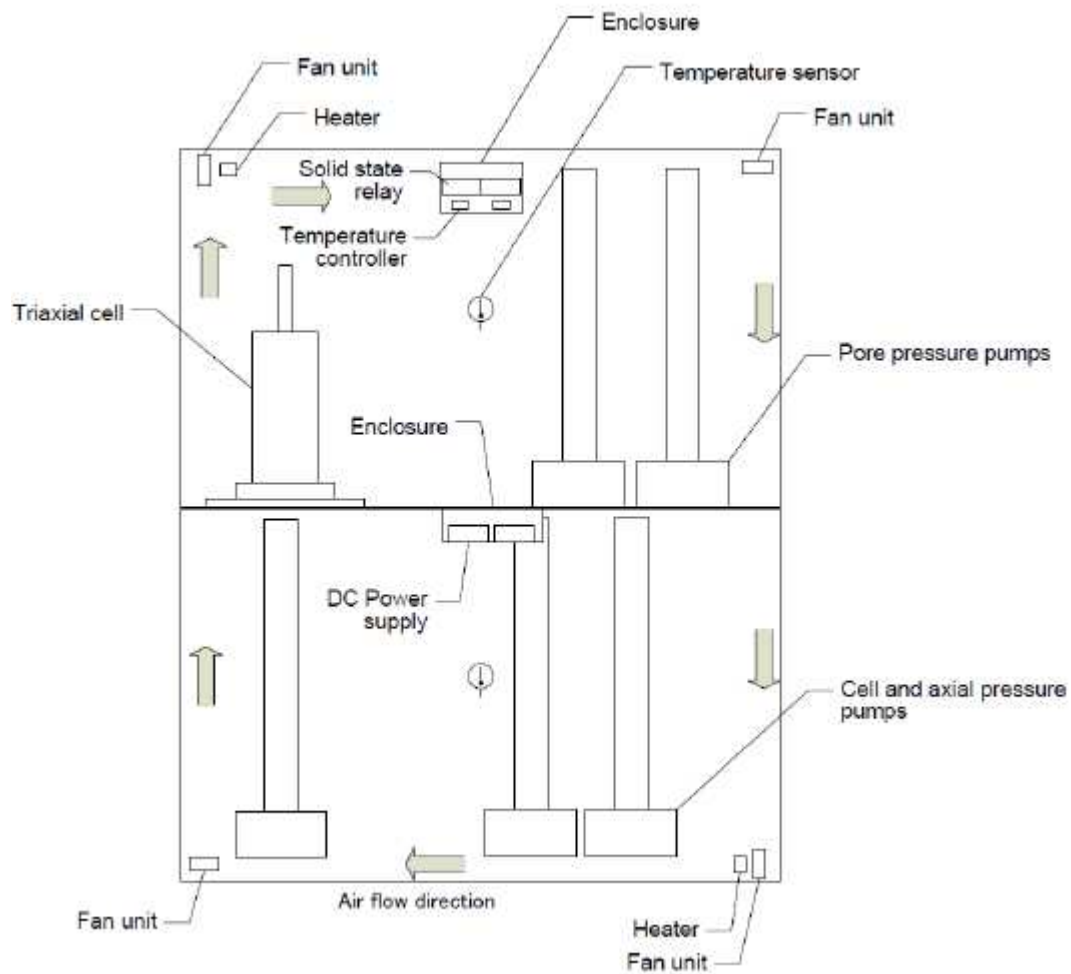 Enclosure
Fan unit
Temperature sensor
Heater
Fan unit
Solid state
relay
Temperature
controller
Triaxial cell
Pore pressure pumps
Enclosure
DC Power
supply
Cell and axial pressure
pumps
Air flow direction
Fan unit
Heater
Fan unit